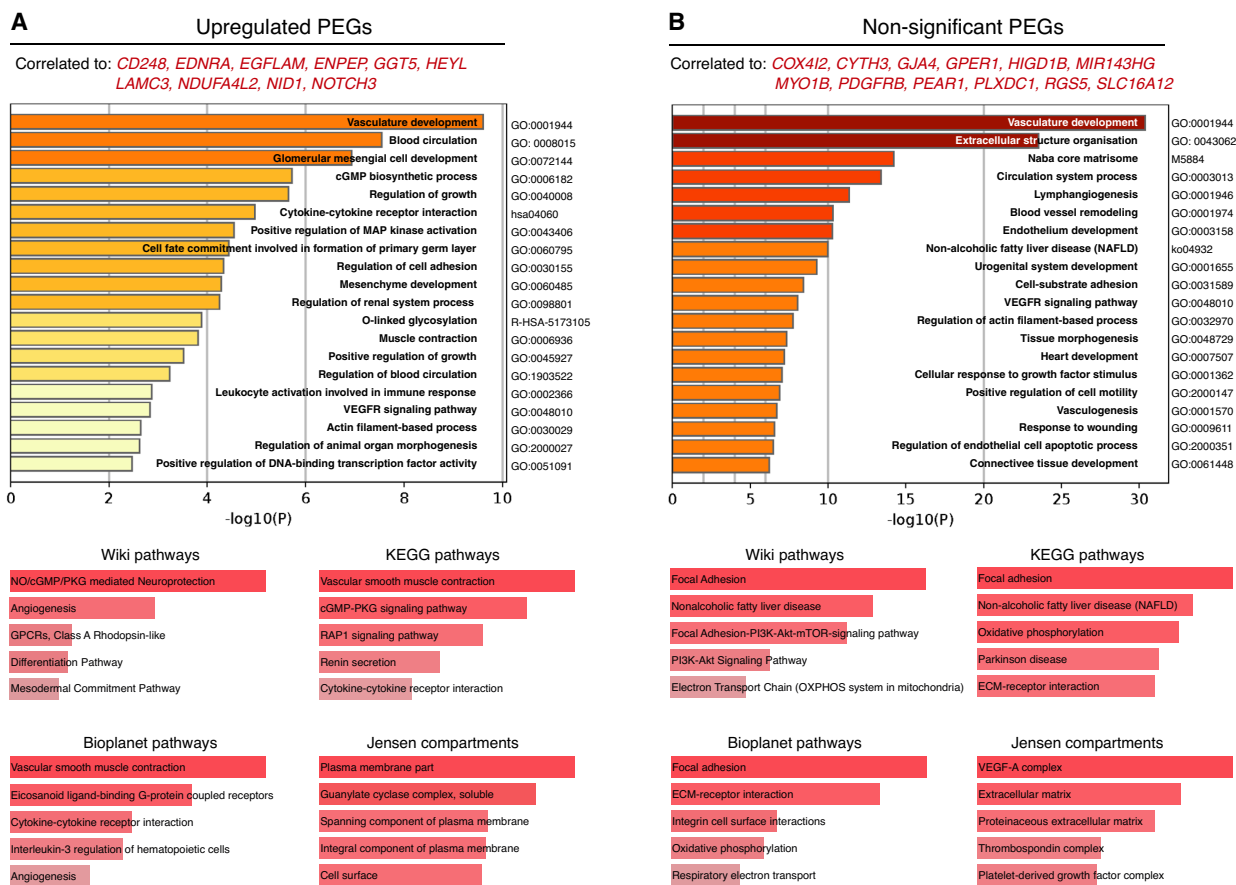 A
Upregulated PEGs
Correlated to: CD248, EDNRA, EGFLAM, ENPEP, GGT5, HEYL
LAMC3, NDUFA4L2, NID1, NOTCH3
Vasculature development GO:0001944
Blood circulation GO: 0008015
Glomerular mesengial cell development GO:0072144
cGMP biosynthetic process GO:0006182
Regulation of growth GO:0040008
Cytokine-cytokine receptor interaction hsa04060
Positive regulation of MAP kinase activation GO:0043406
Cell fate commitment involved in formation of primary germ layer GO:0060795
Regulation of cell adhesion GO:0030155
Mesenchyme development GO:0060485
Regulation of renal system process GO:0098801
O-linked glycosylation R-HSA-5173105
Muscle contraction GO:0006936
Positive regulation of growth GO:0045927
Regulation of blood circulation GO:1903522
Leukocyte activation involved in immune response GO:0002366
VEGFR signaling pathway GO:0048010
Actin filament-based process GO:0030029
Regulation of animal organ morphogenesis GO:2000027
Positive regulation of DNA-binding transcription factor activity GO:0051091
0 2 4 6 8 10
-log10(P)
Wiki pathways
NO/cGMP/PKG mediated Neuroprotection
Angiogenesis
GPCRs, Class A Rhodopsin-like
Differentiation Pathway
Mesodermal Commitment Pathway
KEGG pathways
Vascular smooth muscle contraction
cGMP-PKG signaling pathway
RAP1 signaling pathway
Renin secretion
Cytokine-cytokine receptor interaction
Bioplanet pathways
Vascular smooth muscle contraction
Eicosanoid ligand-binding G-protein coupled receptors
Cytokine-cytokine receptor interaction
Interleukin-3 regulation of hematopoietic cells
Angiogenesis
Jensen compartments
Plasma membrane part
Guanylate cyclase complex, soluble
Spanning component of plasma membrane
Integral component of plasma membrane
Cell surface
B
Non-significant PEGs
Correlated to: COX4I2, CYTH3, GJA4, GPER1, HIGD1B, MIR143HG
MYO1B, PDGFRB, PEAR1, PLXDC1, RGS5, SLC16A12
Vasculature development GO:0001944
Extracellular structure organisation GO: 0043062
Naba core matrisome M5884
Circulation system process GO:0003013
Lymphangiogenesis GO:0001946
Blood vessel remodeling GO:0001974
Endothelium development GO:0003158
Non-alcoholic fatty liver disease (NAFLD) ko04932
Urogenital system development GO:0001655
Cell-substrate adhesion GO:0031589
VEGFR signaling pathway GO:0048010
Regulation of actin filament-based process GO:0032970
Tissue morphogenesis GO:0048729
Heart development GO:0007507
Cellular response to growth factor stimulus GO:0001362
Positive regulation of cell motility GO:2000147
Vasculogenesis GO:0001570
Response to wounding GO:0009611
Regulation of endothelial cell apoptotic process GO:2000351
Connectivee tissue development GO:0061448
0 5 10 15 20 30
-log10(P)
Wiki pathways
Focal Adhesion
Nonalcoholic fatty liver disease
Focal Adhesion-PI3K-Akt-mTOR-signaling pathway
PI3K-Akt Signaling Pathway
Electron Transport Chain (OXPHOS system in mitochondria)
KEGG pathways
Focal adhesion
Non-alcoholic fatty liver disease (NAFLD)
Oxidative phosphorylation
Parkinson disease
ECM-receptor interaction
Bioplanet pathways
Focal adhesion
ECM-receptor interaction
Integrin cell surface interactions
Oxidative phosphorylation
Respiratory electron transport
Jensen compartments
VEGF-A complex
Extracellular matrix
Proteinaceous extracellular matrix
Thrombospondin complex
Platelet-derived growth factor complex